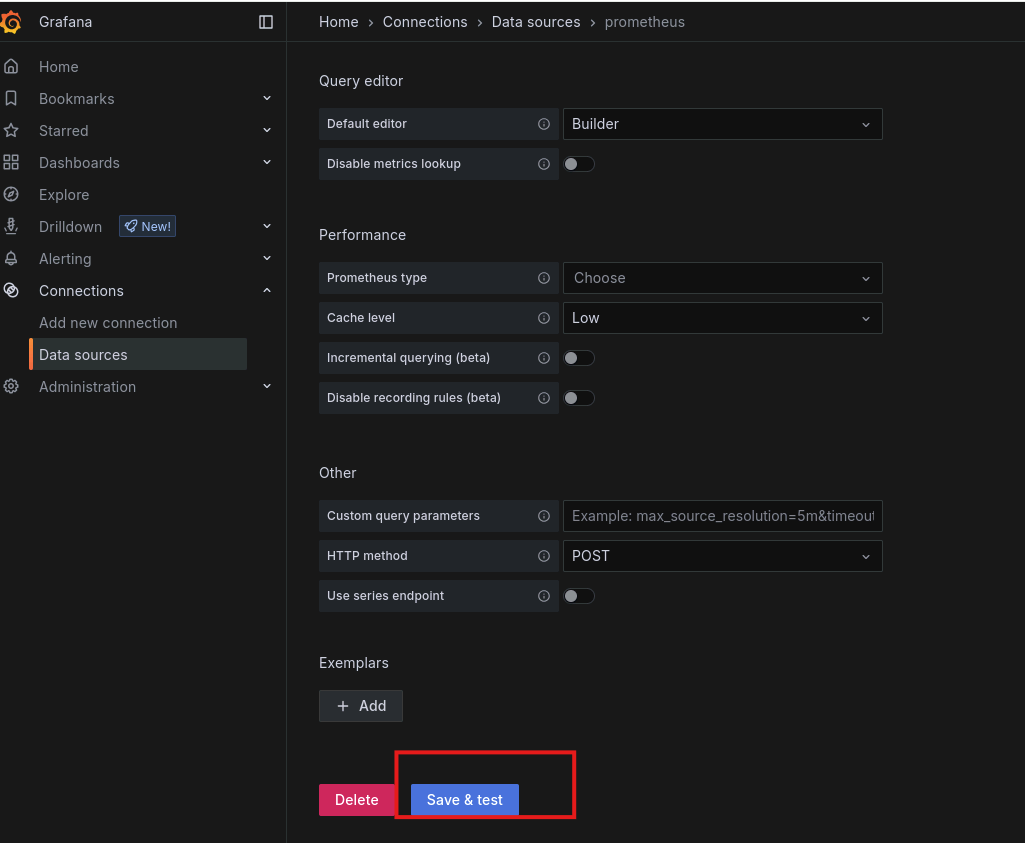 Grafana
Home › Connections › Data sources › prometheus
Home
Bookmarks
Starred
Dashboards
Explore
Drilldown New!
Alerting
Connections
Add new connection
Data sources
Administration
Query editor
Default editor Builder
Disable metrics lookup
Performance
Prometheus type Choose
Cache level Low
Incremental querying (beta)
Disable recording rules (beta)
Other
Custom query parameters Example: max_source_resolution=5m&timeout
HTTP method POST
Use series endpoint
Exemplars
+ Add
Delete Save & test